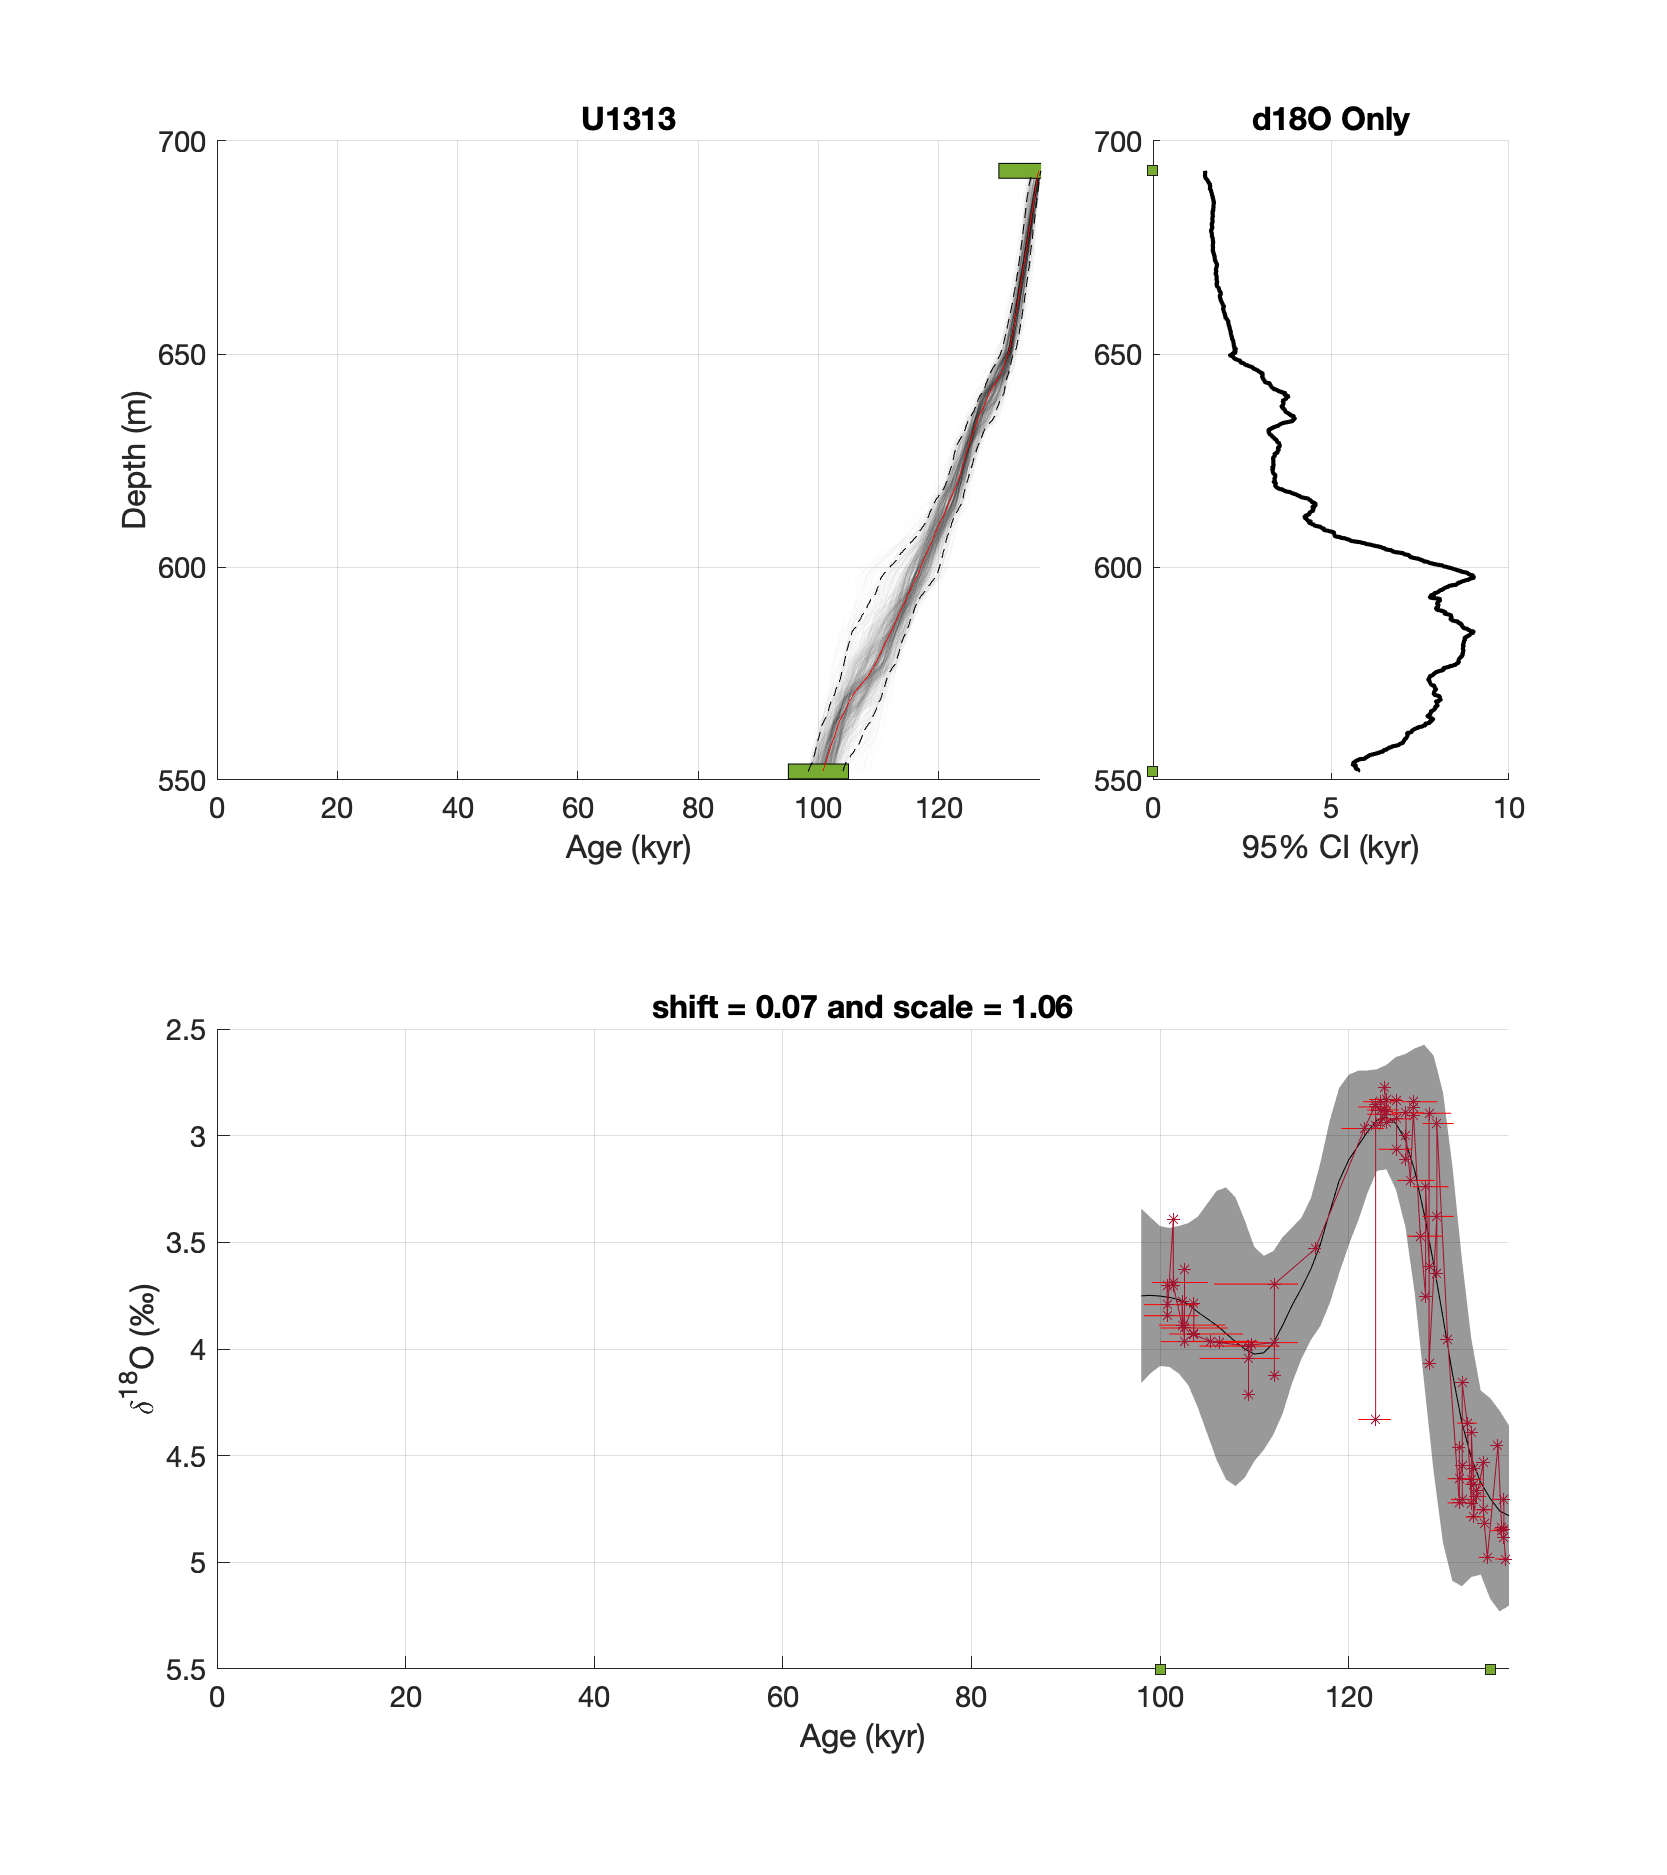 U1313
d18O Only
700
650
600
550
Depth (m)
0 20 40 60 80 100 120
Age (kyr)
700
650
600
550
0 5 10
95% CI (kyr)
shift = 0.07 and scale = 1.06
2.5
3
3.5
4
4.5
5
5.5
δ¹⁸O (‰)
0 20 40 60 80 100 120
Age (kyr)